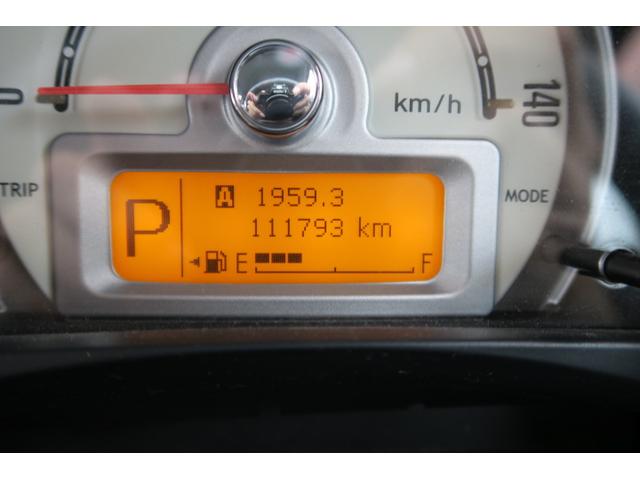 km/h
140
TRIP
MODE
P
A 1959.3
111793 km
E F